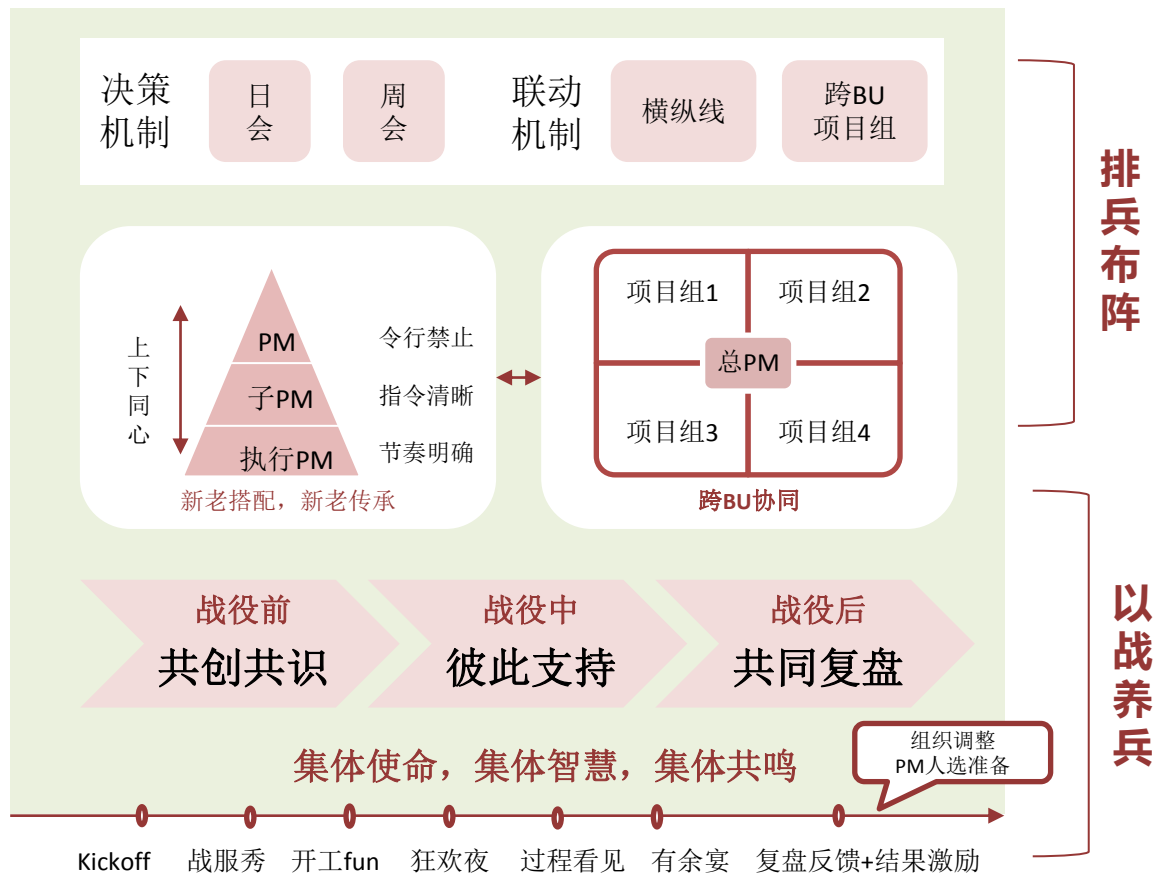 决策
机制
日
会
周
会
联动
机制
横纵线
跨BU
项目组
排兵布阵
上下同心
PM
子PM
执行PM
令行禁止
指令清晰
节奏明确
新老搭配，新老传承
项目组1
项目组2
总PM
项目组3
项目组4
跨BU协同
战役前
共创共识
战役中
彼此支持
战役后
共同复盘
以战养兵
集体使命，集体智慧，集体共鸣
组织调整
PM人选准备
Kickoff
战服秀
开工fun
狂欢夜
过程看见
有余宴
复盘反馈+结果激励